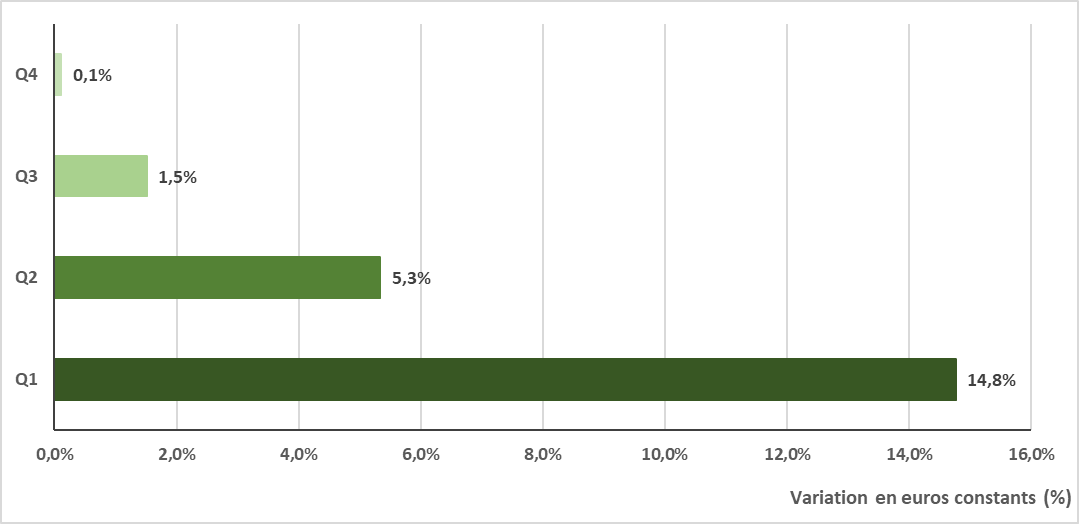 Q4 0,1%
Q3 1,5%
Q2 5,3%
Q1 14,8%
0,0% 2,0% 4,0% 6,0% 8,0% 10,0% 12,0% 14,0% 16,0%
Variation en euros constants (%)